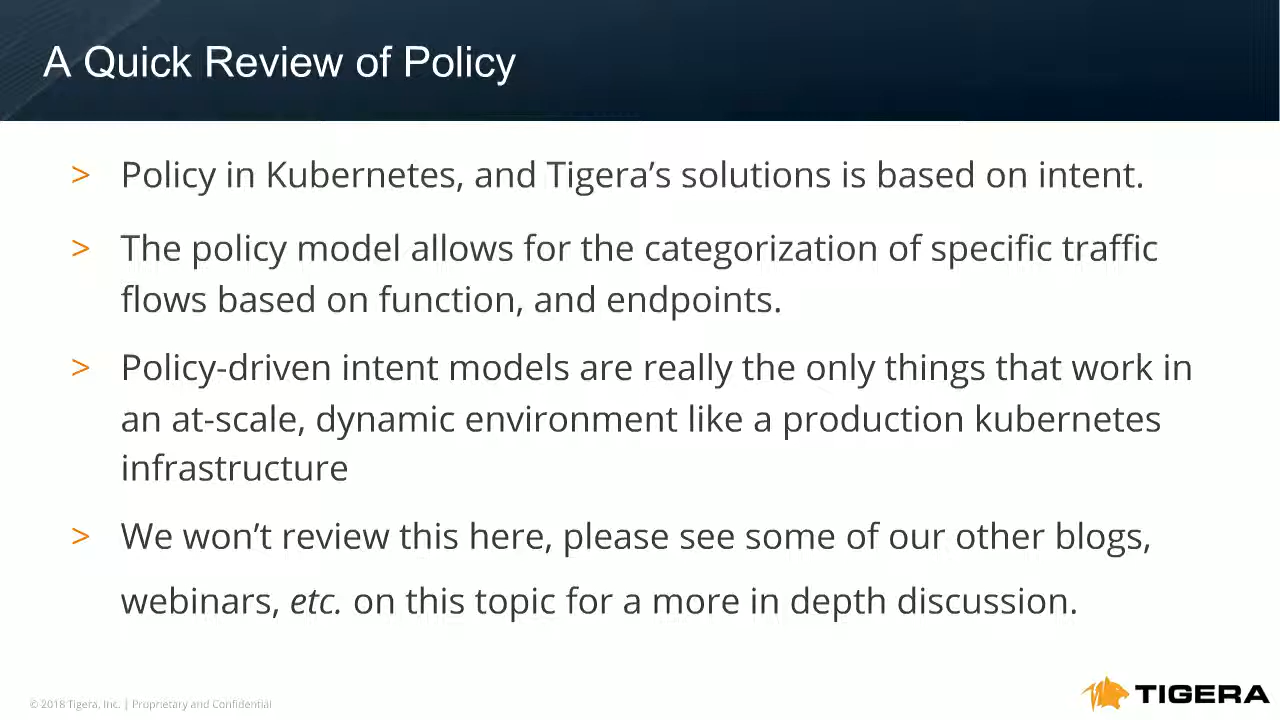 A Quick Review of Policy
> Policy in Kubernetes, and Tigera’s solutions is based on intent.
> The policy model allows for the categorization of specific traffic
flows based on function, and endpoints.
> Policy-driven intent models are really the only things that work in
an at-scale, dynamic environment like a production kubernetes
infrastructure
> We won’t review this here, please see some of our other blogs,
webinars, etc. on this topic for a more in depth discussion.
© 2018 Tigera, Inc. | Proprietary and Confidential
TIGERA